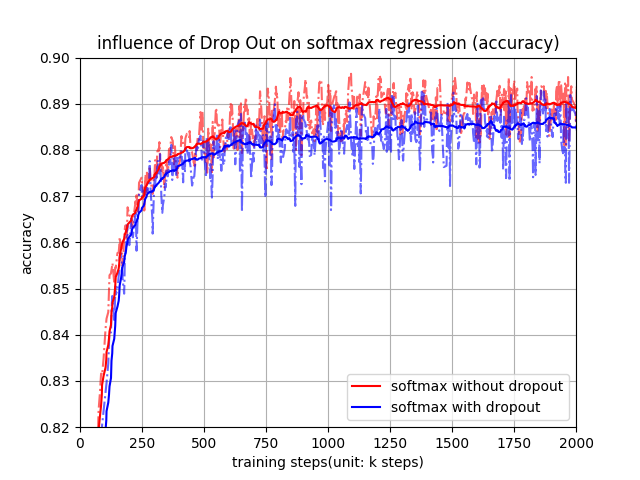 influence of Drop Out on softmax regression (accuracy)
0.90
0.89
0.88
0.87
0.86
0.85
0.84
0.83
0.82
accuracy
softmax without dropout
softmax with dropout
0 250 500 750 1000 1250 1500 1750 2000
training steps(unit: k steps)